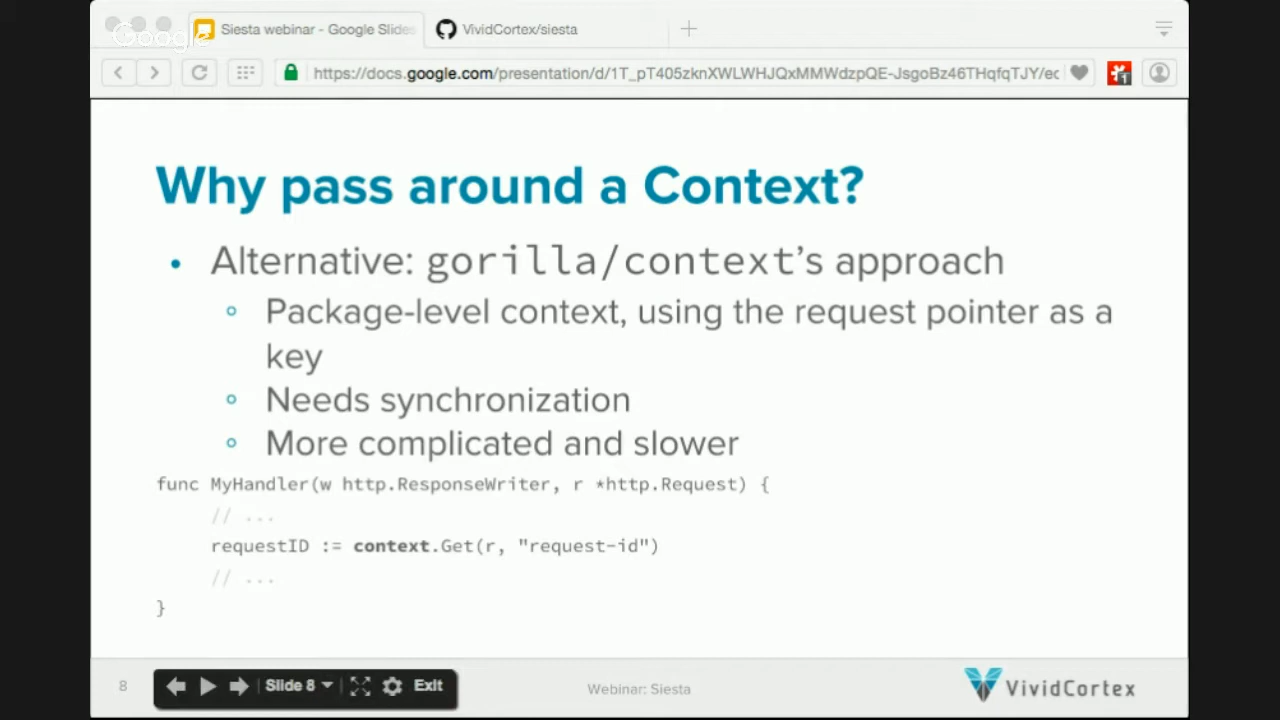 Google
Siesta webinar - Google Slides
VividCortex/siesta
https://docs.google.com/presentation/d/1T_pT405zknXWLWHJQxMMWdzpQE-JsgoBz46THqfqTJY/ec
1
Why pass around a Context?
• Alternative: gorilla/context's approach
Package-level context, using the request pointer as a
key
Needs synchronization
More complicated and slower
func MyHandler(w http.ResponseWriter, r *http.Request) {
// ...
requestID := context.Get(r, "request-id")
// ...
}
8
Slide 8
Exit
Webinar: Siesta
VividCortex